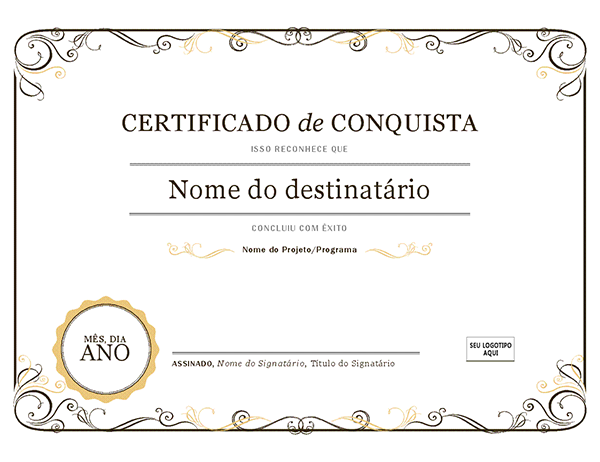 CERTIFICADO de CONQUISTA
ISSO RECONHECE QUE
Nome do destinatário
CONCLUIU COM ÊXITO
Nome do Projeto/Programa
MÊS, DIA
ANO
SEU LOGOTIPO
AQUI
ASSINADO, Nome do Signatário, Título do Signatário